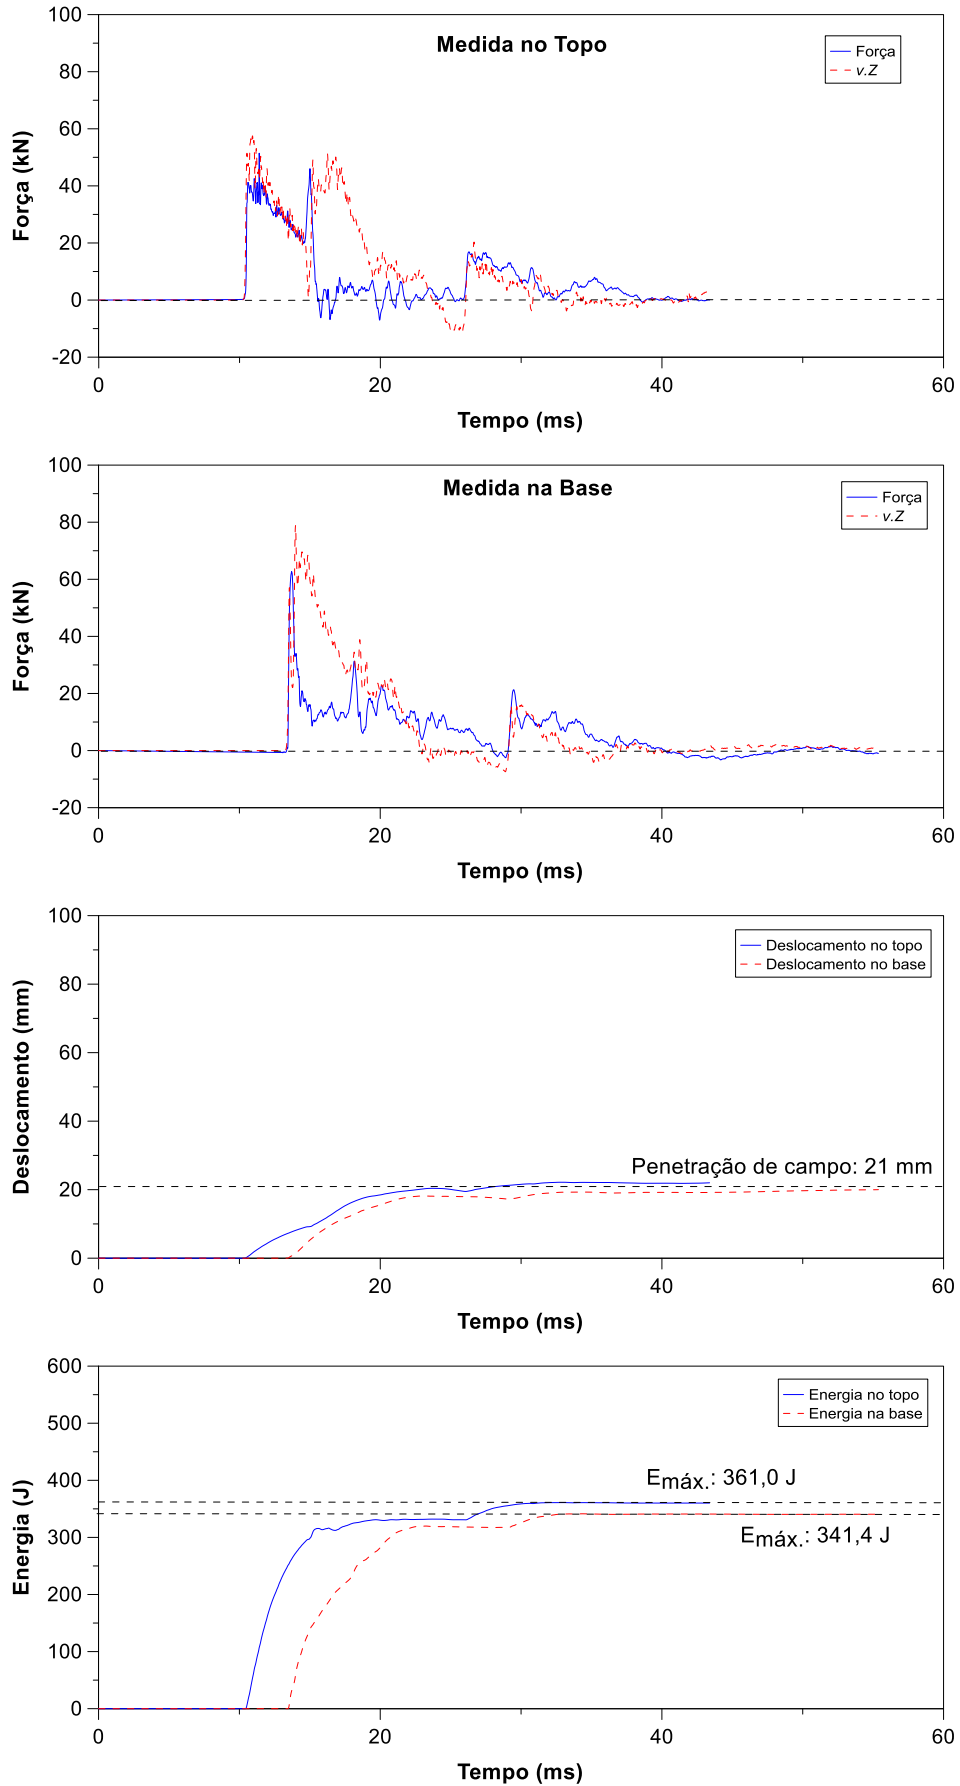 100
Medida no Topo
Força
v.Z
80
60
40
20
0
-20
Força (kN)
0
20
40
60
Tempo (ms)
100
Medida na Base
Força
v.Z
80
60
40
20
0
-20
Força (kN)
0
20
40
60
Tempo (ms)
100
Deslocamento no topo
Deslocamento no base
80
60
40
20
0
Deslocamento (mm)
Penetração de campo: 21 mm
0
20
40
60
Tempo (ms)
600
Energia no topo
Energia na base
500
400
300
200
100
0
Energia (J)
Emáx.: 361,0 J
Emáx.: 341,4 J
0
20
40
60
Tempo (ms)